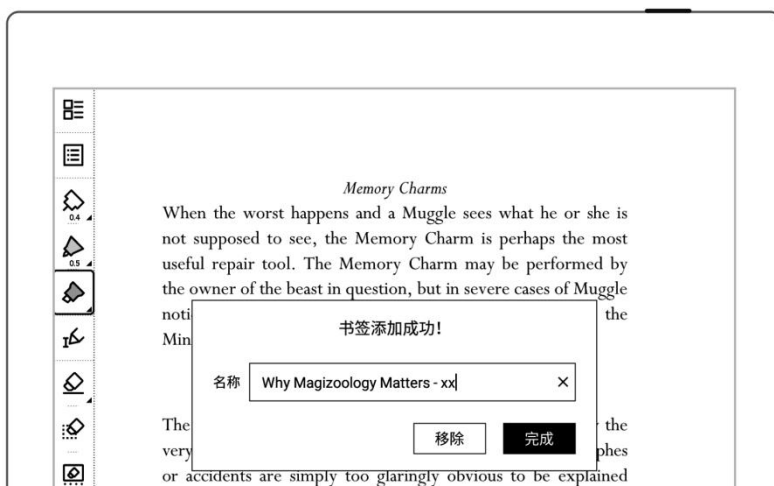 Memory Charms
When the worst happens and a Muggle sees what he or she is
not supposed to see, the Memory Charm is perhaps the most
0.4
useful repair tool. The Memory Charm may be performed by
0.5
the owner of the beast in question, but in severe cases of Muggle
noti
the
书签添加成功!
Min
名称 Why Magizoology Matters - xx
The
the
移除 完成
very
phes
or accidents are simply too glaringly obvious to be explained